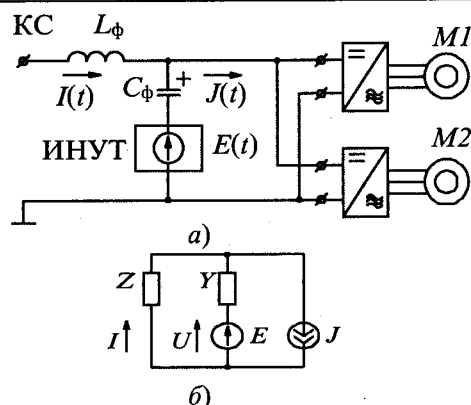 КС Lф M1
I(t) Cф + J(t)
ИНУТ E(t) M2
а)
Z Y
I U E J
б)